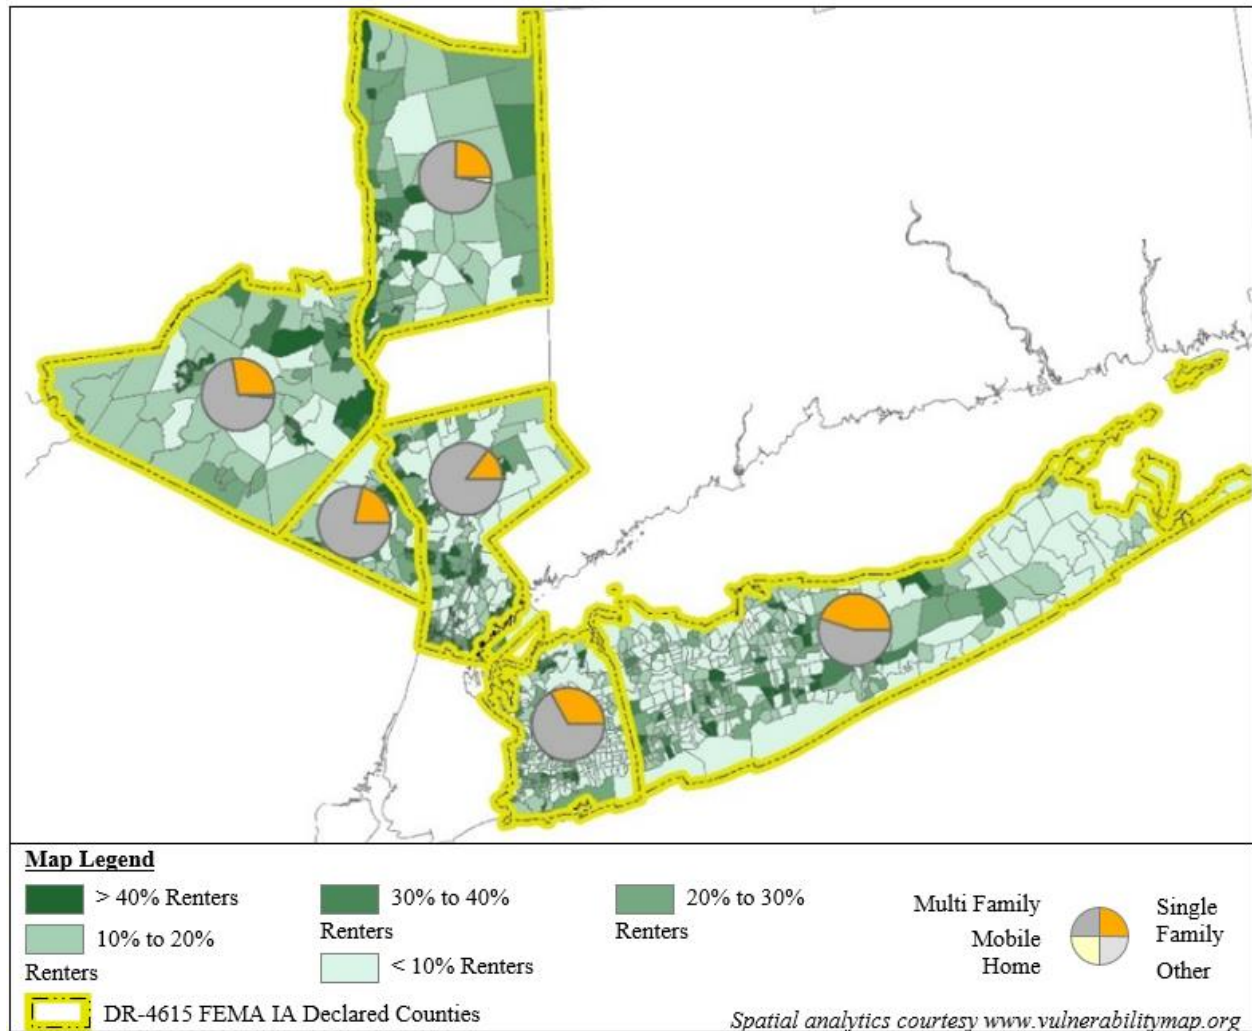 Map Legend
> 40% Renters
30% to 40%
Renters
20% to 30%
Renters
10% to 20%
Renters
< 10% Renters
Multi Family
Single
Family
Mobile
Home
Other
DR-4615 FEMA IA Declared Counties
Spatial analytics courtesy www.vulnerabilitymap.org